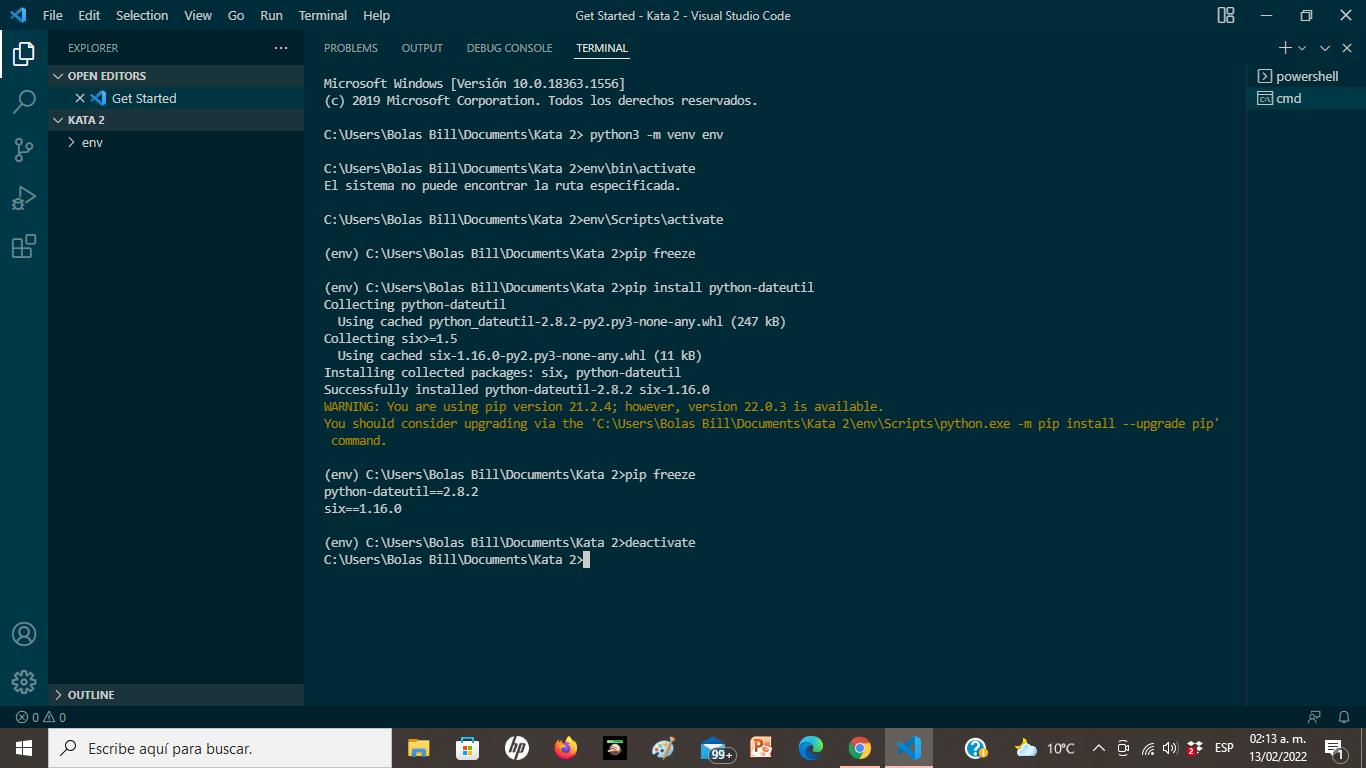 File Edit Selection View Go Run Terminal Help
Get Started - Kata 2 - Visual Studio Code
EXPLORER
OPEN EDITORS
Get Started
KATA 2
env
OUTLINE
PROBLEMS OUTPUT DEBUG CONSOLE TERMINAL
Microsoft Windows [Versión 10.0.18363.1556]
(c) 2019 Microsoft Corporation. Todos los derechos reservados.
C:\Users\Bolas Bill\Documents\Kata 2> python3 -m venv env
C:\Users\Bolas Bill\Documents\Kata 2>env\bin\activate
El sistema no puede encontrar la ruta especificada.
C:\Users\Bolas Bill\Documents\Kata 2>env\Scripts\activate
(env) C:\Users\Bolas Bill\Documents\Kata 2>pip freeze
(env) C:\Users\Bolas Bill\Documents\Kata 2>pip install python-dateutil
Collecting python-dateutil
Using cached python_dateutil-2.8.2-py2.py3-none-any.whl (247 kB)
Collecting six>=1.5
Using cached six-1.16.0-py2.py3-none-any.whl (11 kB)
Installing collected packages: six, python-dateutil
Successfully installed python-dateutil-2.8.2 six-1.16.0
WARNING: You are using pip version 21.2.4; however, version 22.0.3 is available.
You should consider upgrading via the 'C:\Users\Bolas Bill\Documents\Kata 2\env\Scripts\python.exe -m pip install --upgrade pip'
command.
(env) C:\Users\Bolas Bill\Documents\Kata 2>pip freeze
python-dateutil==2.8.2
six==1.16.0
(env) C:\Users\Bolas Bill\Documents\Kata 2>deactivate
C:\Users\Bolas Bill\Documents\Kata 2>
powershell
cmd
0 0
Escribe aquí para buscar.
99+
10°C
ESP
02:13 a. m.
13/02/2022
1